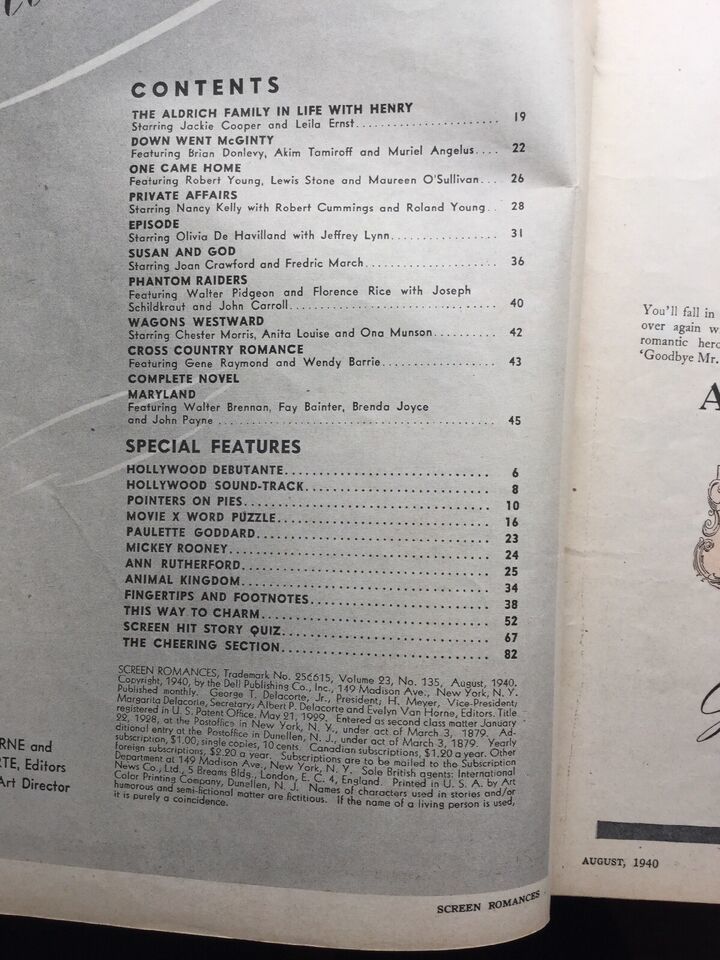 CONTENTS
THE ALDRICH FAMILY IN LIFE WITH HENRY
Starring Jackie Cooper and Leila Ernst........................ 19
DOWN WENT McGINTY
Featuring Brian Donlevy, Akim Tamiroff and Muriel Angelus.... 22
ONE CAME HOME
Featuring Robert Young, Lewis Stone and Maureen O'Sullivan... 26
PRIVATE AFFAIRS
Starring Nancy Kelly with Robert Cummings and Roland Young.. 28
EPISODE
Starring Olivia De Havilland with Jeffrey Lynn................. 31
SUSAN AND GOD
Starring Joan Crawford and Fredric March..................... 36
PHANTOM RAIDERS
Featuring Walter Pidgeon and Florence Rice with Joseph
Schildkraut and John Carroll................................. 40
WAGONS WESTWARD
Starring Chester Morris, Anita Louise and Ona Munson.......... 42
CROSS COUNTRY ROMANCE
Featuring Gene Raymond and Wendy Barrie.................... 43
COMPLETE NOVEL
MARYLAND
Featuring Walter Brennan, Fay Bainter, Brenda Joyce
and John Payne ............................................ 45
SPECIAL FEATURES
HOLLYWOOD DEBUTANTE............................. 6
HOLLYWOOD SOUND-TRACK.......................... 8
POINTERS ON PIES................................... 10
MOVIE X WORD PUZZLE............................... 16
PAULETTE GODDARD.................................. 23
MICKEY ROONEY..................................... 24
ANN RUTHERFORD.................................... 25
ANIMAL KINGDOM.................................... 34
FINGERTIPS AND FOOTNOTES.......................... 38
THIS WAY TO CHARM.................................. 52
SCREEN HIT STORY QUIZ.............................. 67
THE CHEERING SECTION............................... 82
SCREEN ROMANCES, Trademark No. 256615, Volume 23, No. 135, August, 1940.
Copyright, 1940, by the Dell Publishing Co., Inc., 149 Madison Ave., New York, N. Y.
Published monthly. George T. Delacorte, Jr., President; H. Meyer, Vice-President;
Margarita Delacorte, Secretary; Albert P. Delacorte and Evelyn Van Horne, Editors. Title
registered in U. S. Patent Office, May 21, 1929. Entered as second class matter January
22, 1928, at the Postoffice in New York, N. Y., under act of March 3, 1879. Ad-
ditional entry at Postoffice in Dunellen, N. J., under act of March 3, 1879. Yearly
subscription, $1.00, single copies, 10 cents. Canadian subscriptions, $1.20 a year. Other
foreign subscriptions, $2.20 a year. Subscriptions are to be mailed to the Subscription
Department at 149 Madison Ave., New York, N. Y. Sole British agents: International
News Co., Ltd., 5 Breams Bldg., London, E. C. 4, England. Printed in U. S. A. by Art
Color Printing Company, Dunellen, N. J. Names of characters used in stories and/or
humorous and semi-fictional matter are fictitious. If the name of a living person is used,
it is purely a coincidence.
RNE and
RTE, Editors
Art Director
SCREEN ROMANCES
You'll fall in
over again w
romantic hero
'Goodbye Mr.
A
AUGUST, 1940